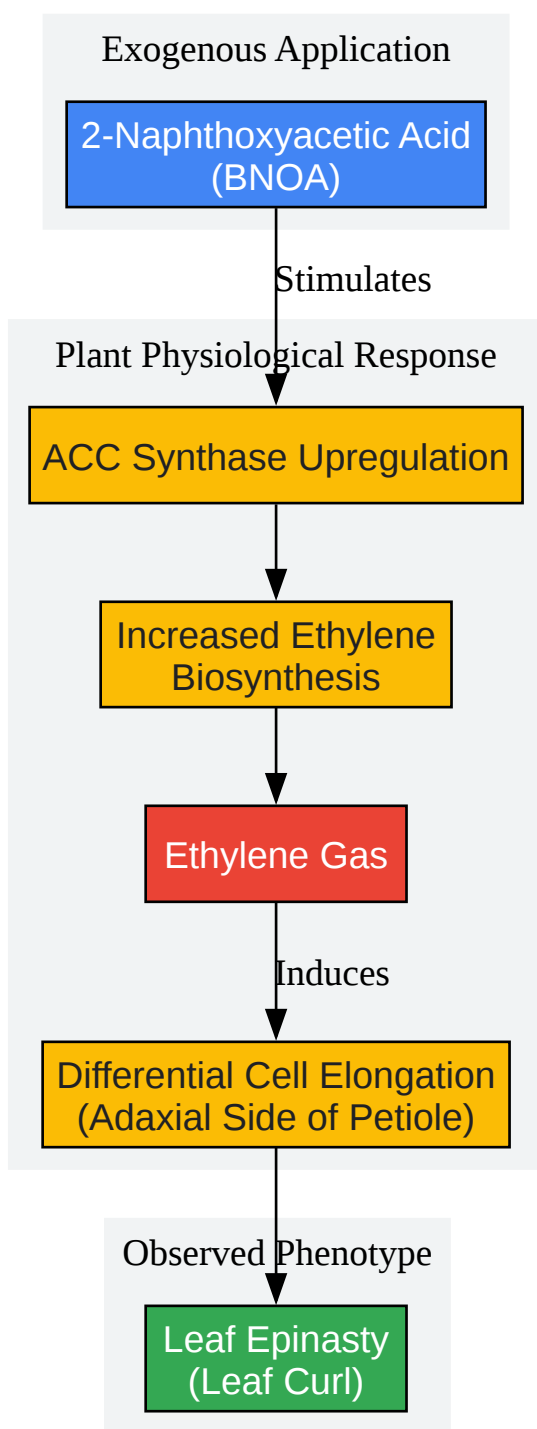 Exogenous Application
2-Naphthoxyacetic Acid
(BNOA)
Stimulates
Plant Physiological Response
ACC Synthase Upregulation
Increased Ethylene
Biosynthesis
Ethylene Gas
Induces
Differential Cell Elongation
(Adaxial Side of Petiole)
Observed Phenotype
Leaf Epinasty
(Leaf Curl)